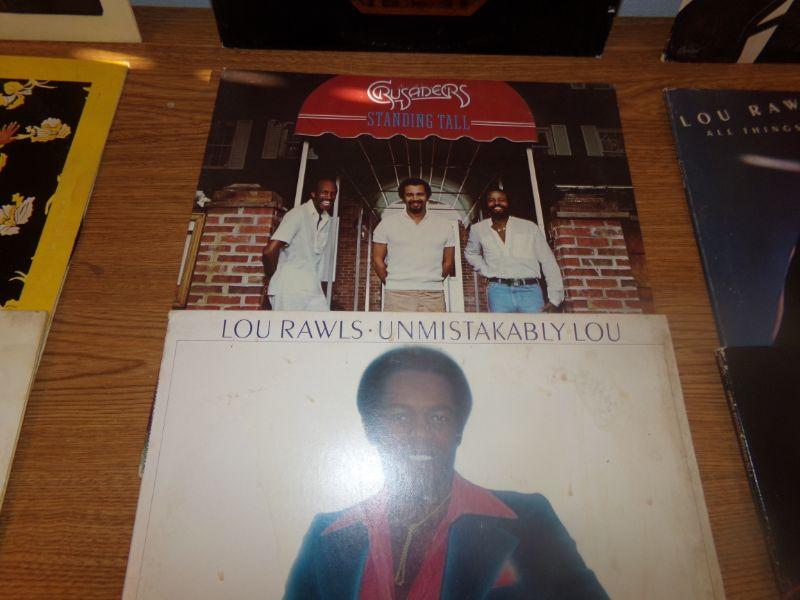 CRUSADERS
STANDING TALL
LOU RAWLS
ALL THINGS
LOU RAWLS · UNMISTAKABLY LOU